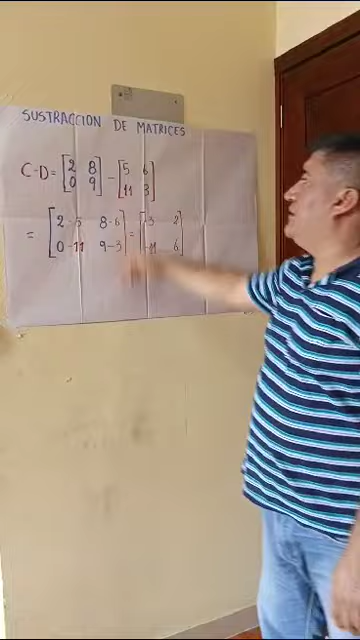 SUSTRACCION DE MATRICES
C-D= [2 8] - [5 6]
[0 9] [11 3]
= [2-5 8-6] = [-3 2]
[0-11 9-3] [-11 6]